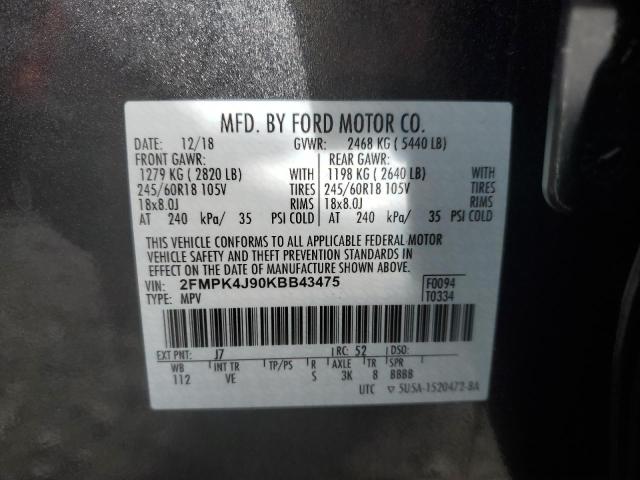 MFD. BY FORD MOTOR CO.
DATE: 12/18 GVWR: 2468 KG ( 5440 LB)
FRONT GAWR: REAR GAWR:
1279 KG ( 2820 LB) WITH 1198 KG ( 2640 LB) WITH
245/60R18 105V TIRES 245/60R18 105V TIRES
18x8.0J RIMS 18x8.0J RIMS
AT 240 kPa/ 35 PSI COLD AT 240 kPa/ 35 PSI COLD
THIS VEHICLE CONFORMS TO ALL APPLICABLE FEDERAL MOTOR
VEHICLE SAFETY AND THEFT PREVENTION STANDARDS IN
EFFECT ON THE DATE OF MANUFACTURE SHOWN ABOVE.
VIN: 2FMPK4J90KBB43475 F0094
TYPE: MPV T0334
EXT PNT: J7 RC: 52 DSO:
WB INT TR TP/PS R AXLE TR SPR
112 VE S 3K 8 BBBB
UTC ▽ 5U5A-1520472-BA